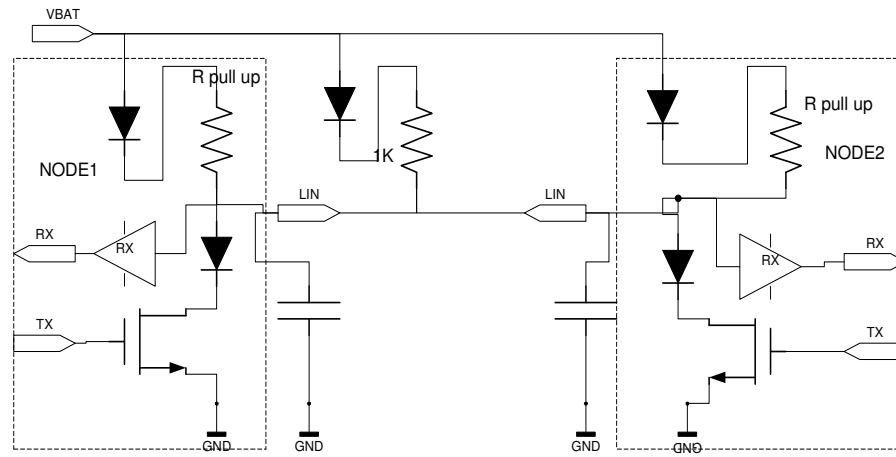 VBAT
R pull up
R pull up
1K
NODE1
NODE2
LIN
LIN
RX
RX
RX
RX
TX
TX
GND
GND
GND
GND